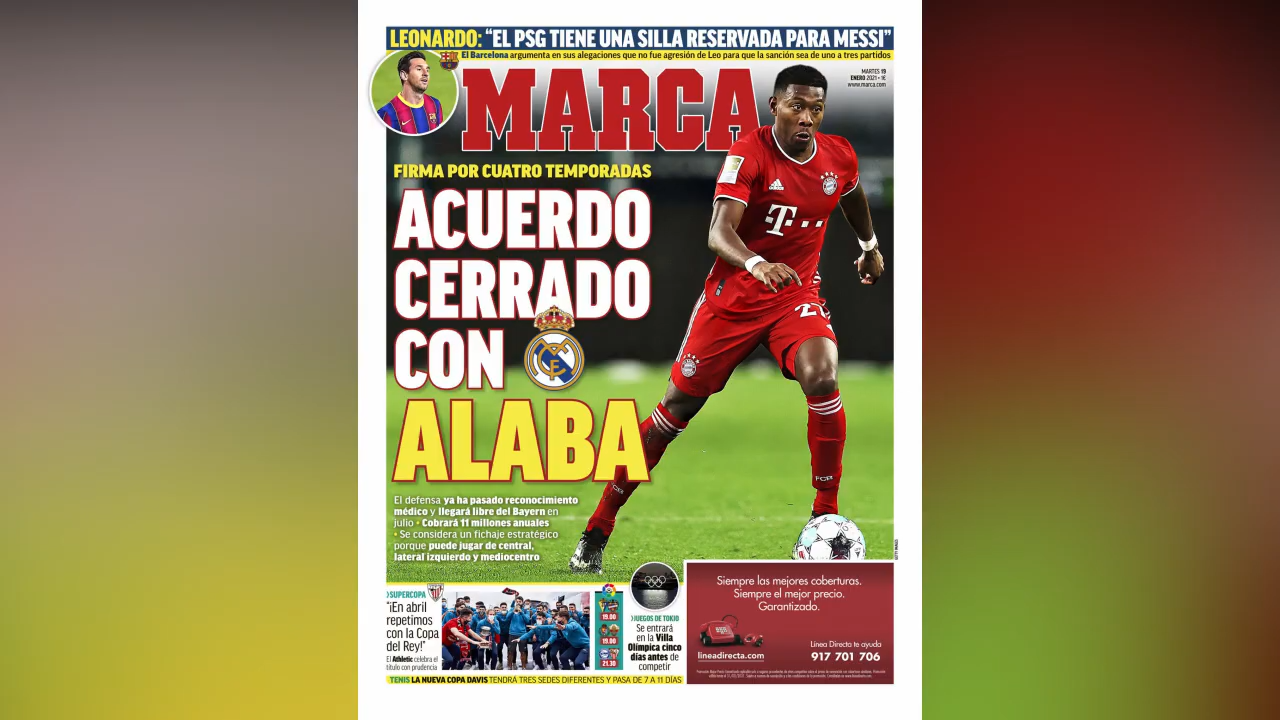 LEONARDO: “EL PSG TIENE UNA SILLA RESERVADA PARA MESSI”
El Barcelona argumenta en sus alegaciones que no fue agresión de Leo para que la sanción sea de uno a tres partidos
MARCA
MARTES 19
ENERO 2021 • 1€
www.marca.com
FIRMA POR CUATRO TEMPORADAS
ACUERDO
CERRADO
CON
ALABA
El defensa ya ha pasado reconocimiento
médico y llegará libre del Bayern en
julio • Cobrará 11 millones anuales
• Se considera un fichaje estratégico
porque puede jugar de central,
lateral izquierdo y mediocentro
adidas
T
27
FCB
SUPERCOPA
“¡En abril
repetimos
con la Copa
del Rey!”
El Athletic celebra el
título con prudencia
19.00
19.00
21.30
JUEGOS DE TOKIO
Se entrará
en la Villa
Olímpica cinco
días antes de
competir
Siempre las mejores coberturas.
Siempre el mejor precio.
Garantizado.
lineadirecta.com
Línea Directa te ayuda
917 701 706
TENIS LA NUEVA COPA DAVIS TENDRÁ TRES SEDES DIFERENTES Y PASA DE 7 A 11 DÍAS